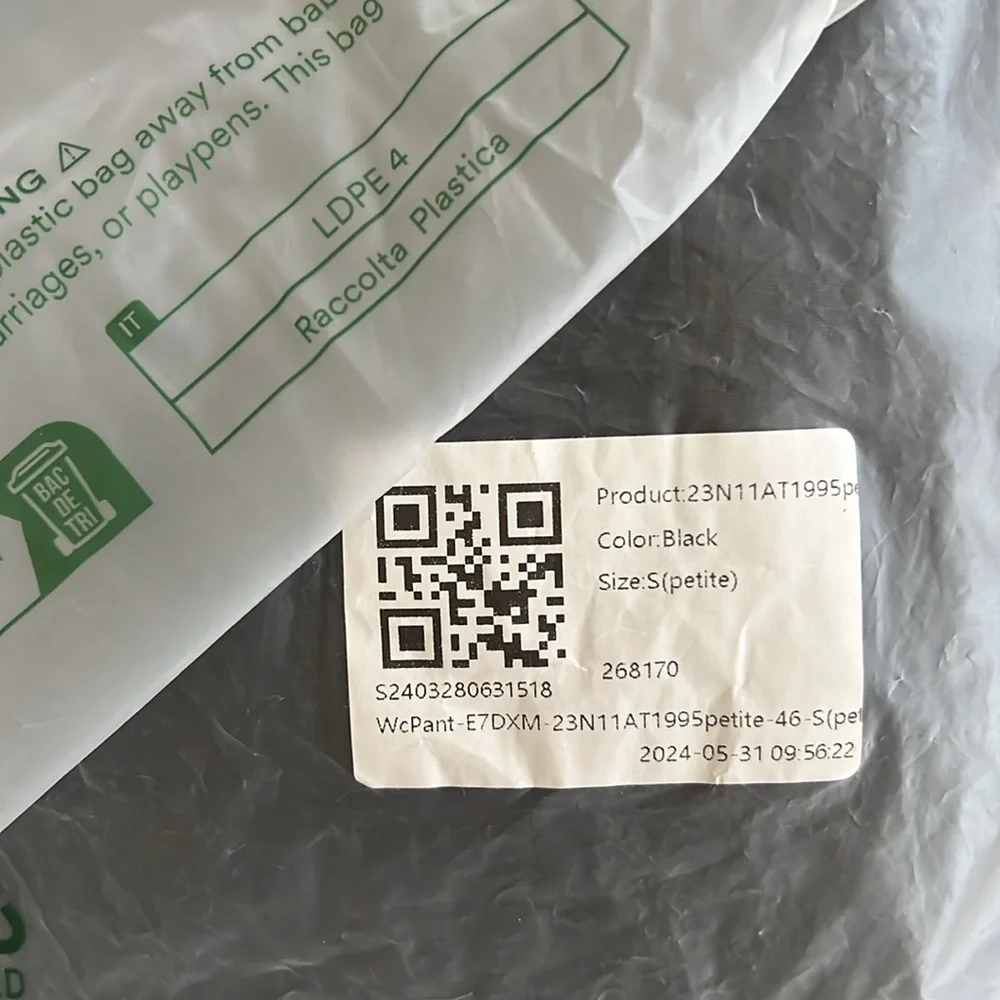 NG ⚠
plastic bag away from bab
rriages, or playpens. This bag
IT
LDPE 4
Raccolta Plastica
BAC
DE
TRI
Product:23N11AT1995pe
Color:Black
Size:S(petite)
268170
S2403280631518
WcPant-E7DXM-23N11AT1995petite-46-S(pet
2024-05-31 09:56:22